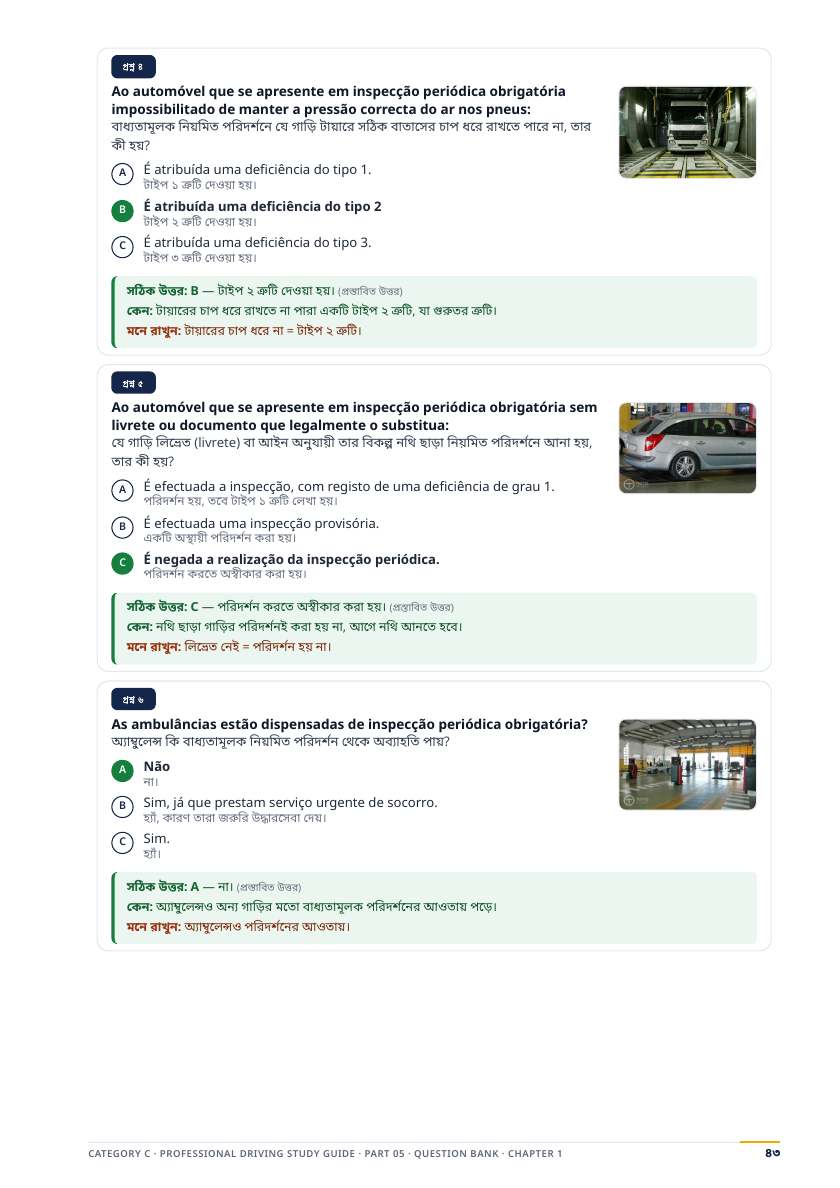 প্রশ্ন ৪
Ao automóvel que se apresente em inspecção periódica obrigatória
impossibilitado de manter a pressão correcta do ar nos pneus:
বাধ্যতামূলক নিয়মিত পরিদর্শনে যে গাড়ি টায়ারে সঠিক বাতাসের চাপ ধরে রাখতে পারে না, তার
কী হয়?
A É atribuída uma deficiência do tipo 1.
টাইপ ১ ত্রুটি দেওয়া হয়।
B É atribuída uma deficiência do tipo 2
টাইপ ২ ত্রুটি দেওয়া হয়।
C É atribuída uma deficiência do tipo 3.
টাইপ ৩ ত্রুটি দেওয়া হয়।
সঠিক উত্তর: B — টাইপ ২ ত্রুটি দেওয়া হয়। (প্রস্তাবিত উত্তর)
কেন: টায়ারের চাপ ধরে রাখতে না পারা একটি টাইপ ২ ত্রুটি, যা গুরুতর ত্রুটি।
মনে রাখুন: টায়ারের চাপ ধরে না = টাইপ ২ ত্রুটি।
প্রশ্ন ৫
Ao automóvel que se apresente em inspecção periódica obrigatória sem
livrete ou documento que legalmente o substitua:
যে গাড়ি লিভ্রেত (livrete) বা আইন অনুযায়ী তার বিকল্প নথি ছাড়া নিয়মিত পরিদর্শনে আনা হয়,
তার কী হয়?
A É efectuada a inspecção, com registo de uma deficiência de grau 1.
পরিদর্শন হয়, তবে টাইপ ১ ত্রুটি লেখা হয়।
B É efectuada uma inspecção provisória.
একটি অস্থায়ী পরিদর্শন করা হয়।
C É negada a realização da inspecção periódica.
পরিদর্শন করতে অস্বীকার করা হয়।
সঠিক উত্তর: C — পরিদর্শন করতে অস্বীকার করা হয়। (প্রস্তাবিত উত্তর)
কেন: নথি ছাড়া গাড়ির পরিদর্শনই করা হয় না, আগে নথি আনতে হবে।
মনে রাখুন: লিভ্রেত নেই = পরিদর্শন হয় না।
প্রশ্ন ৬
As ambulâncias estão dispensadas de inspecção periódica obrigatória?
অ্যাম্বুলেন্স কি বাধ্যতামূলক নিয়মিত পরিদর্শন থেকে অব্যাহতি পায়?
A Não
না।
B Sim, já que prestam serviço urgente de socorro.
হ্যাঁ, কারণ তারা জরুরি উদ্ধারসেবা দেয়।
C Sim.
হ্যাঁ।
সঠিক উত্তর: A — না। (প্রস্তাবিত উত্তর)
কেন: অ্যাম্বুলেন্সও অন্য গাড়ির মতো বাধ্যতামূলক পরিদর্শনের আওতায় পড়ে।
মনে রাখুন: অ্যাম্বুলেন্সও পরিদর্শনের আওতায়।
CATEGORY C · PROFESSIONAL DRIVING STUDY GUIDE · PART 05 · QUESTION BANK · CHAPTER 1 ৪৩